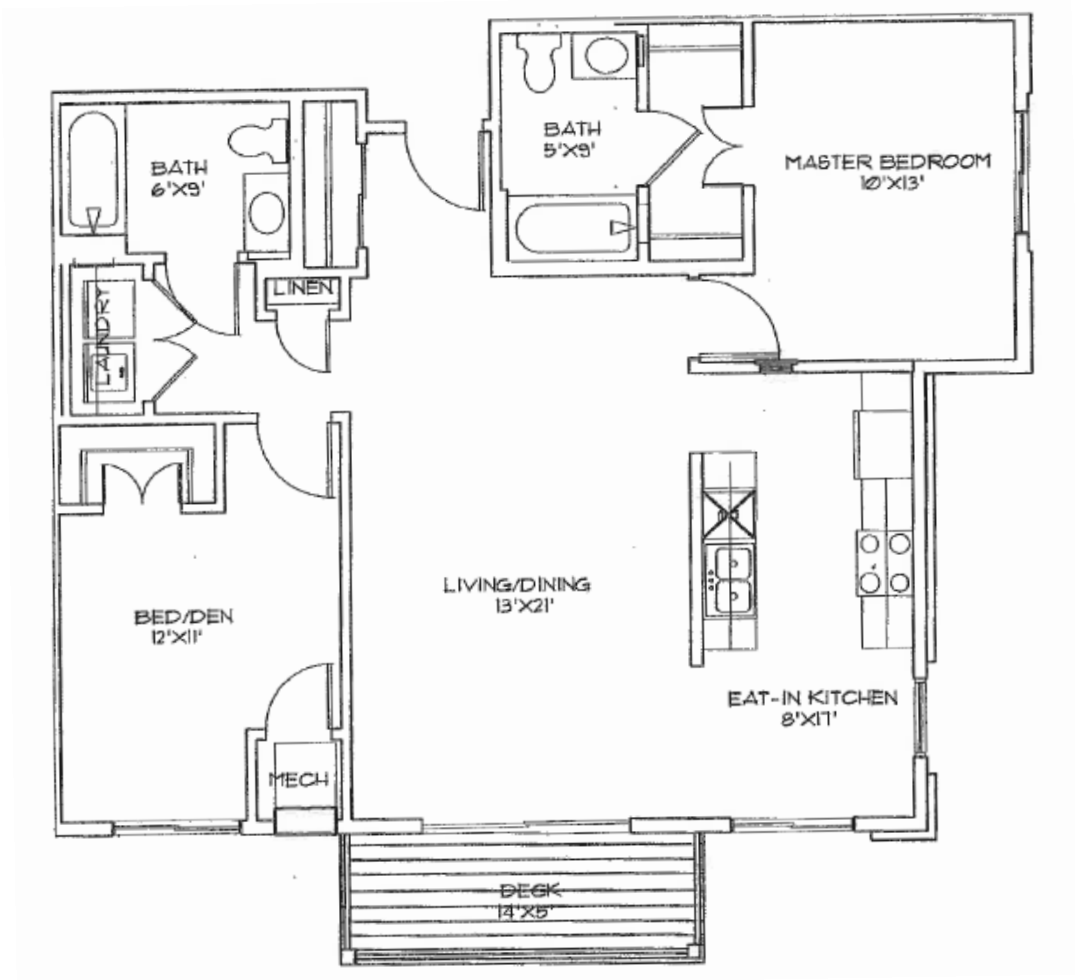 BATH
5'X9'
MASTER BEDROOM
10'X13'
BATH
6'X9'
LINEN
LAUNDRY
LIVING/DINING
13'X21'
BED/DEN
12'X11'
EAT-IN KITCHEN
8'X17'
MECH
DECK
14'X5'